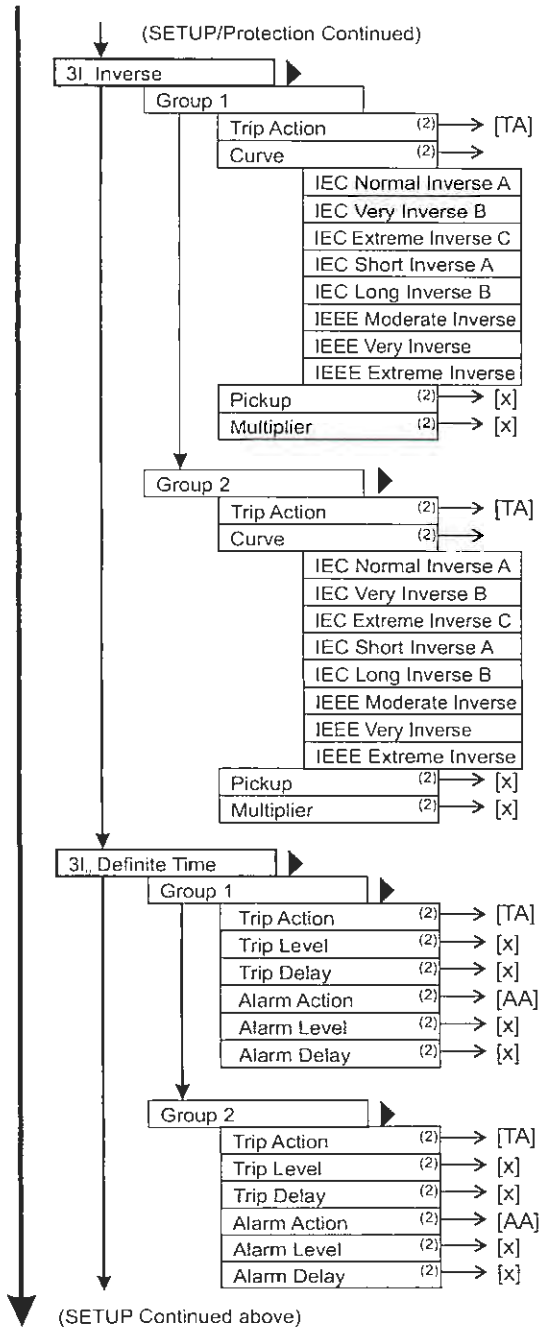 (SETUP/Protection Continued)
3I_ Inverse
Group 1
Trip Action (2) [TA]
Curve (2)
IEC Normal Inverse A
IEC Very Inverse B
IEC Extreme Inverse C
IEC Short Inverse A
IEC Long Inverse B
IEEE Moderate Inverse
IEEE Very Inverse
IEEE Extreme Inverse
Pickup (2) [x]
Multiplier (2) [x]
Group 2
Trip Action (2) [TA]
Curve (2)
IEC Normal Inverse A
IEC Very Inverse B
IEC Extreme Inverse C
IEC Short Inverse A
IEC Long Inverse B
IEEE Moderate Inverse
IEEE Very Inverse
IEEE Extreme Inverse
Pickup (2) [x]
Multiplier (2) [x]
3I,, Definite Time
Group 1
Trip Action (2) [TA]
Trip Level (2) [x]
Trip Delay (2) [x]
Alarm Action (2) [AA]
Alarm Level (2) [x]
Alarm Delay (2) [x]
Group 2
Trip Action (2) [TA]
Trip Level (2) [x]
Trip Delay (2) [x]
Alarm Action (2) [AA]
Alarm Level (2) [x]
Alarm Delay (2) [x]
(SETUP Continued above)